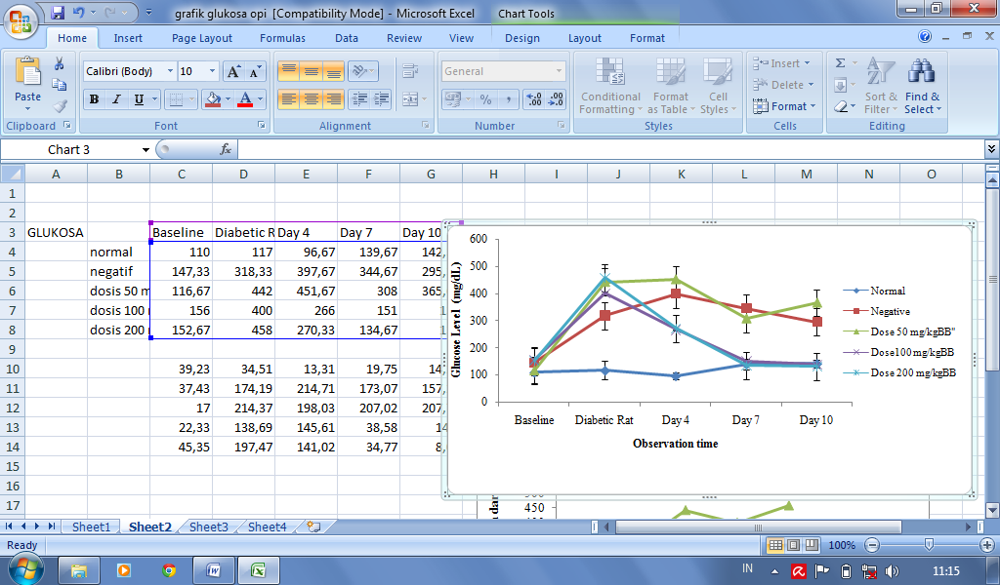 grafik glukosa opi [Compatibility Mode] - Microsoft Excel
Chart Tools
Home Insert Page Layout Formulas Data Review View Design Layout Format
Paste
Calibri (Body) 10 A A
B I U A
General
% , .00 .00
Conditional Formatting
Format as Table
Cell Styles
Insert
Delete
Format
Σ
Sort & Filter
Find & Select
Clipboard Font Alignment Number Styles Cells Editing
Chart 3 fx
A B C D E F G H I J K L M N O
1
2
3 GLUKOSA Baseline Diabetic R Day 4 Day 7 Day 10
4 normal 110 117 96,67 139,67 142,
5 negatif 147,33 318,33 397,67 344,67 295,
6 dosis 50 m 116,67 442 451,67 308 365,
7 dosis 100 156 400 266 151 1
8 dosis 200 152,67 458 270,33 134,67 1
9
10 39,23 34,51 13,31 19,75 14,
11 37,43 174,19 214,71 173,07 157,
12 17 214,37 198,03 207,02 207,
13 22,33 138,69 145,61 38,58 14
14 45,35 197,47 141,02 34,77 8,
15
16
17
Glucose Level (mg/dL)
600
500
400
300
200
100
0
Baseline Diabetic Rat Day 4 Day 7 Day 10
Observation time
Normal
Negative
Dose 50 mg/kgBB"
Dose100 mg/kgBB
Dose 200 mg/kgBB
450
Sheet1 Sheet2 Sheet3 Sheet4
Ready 100%
IN 11:15